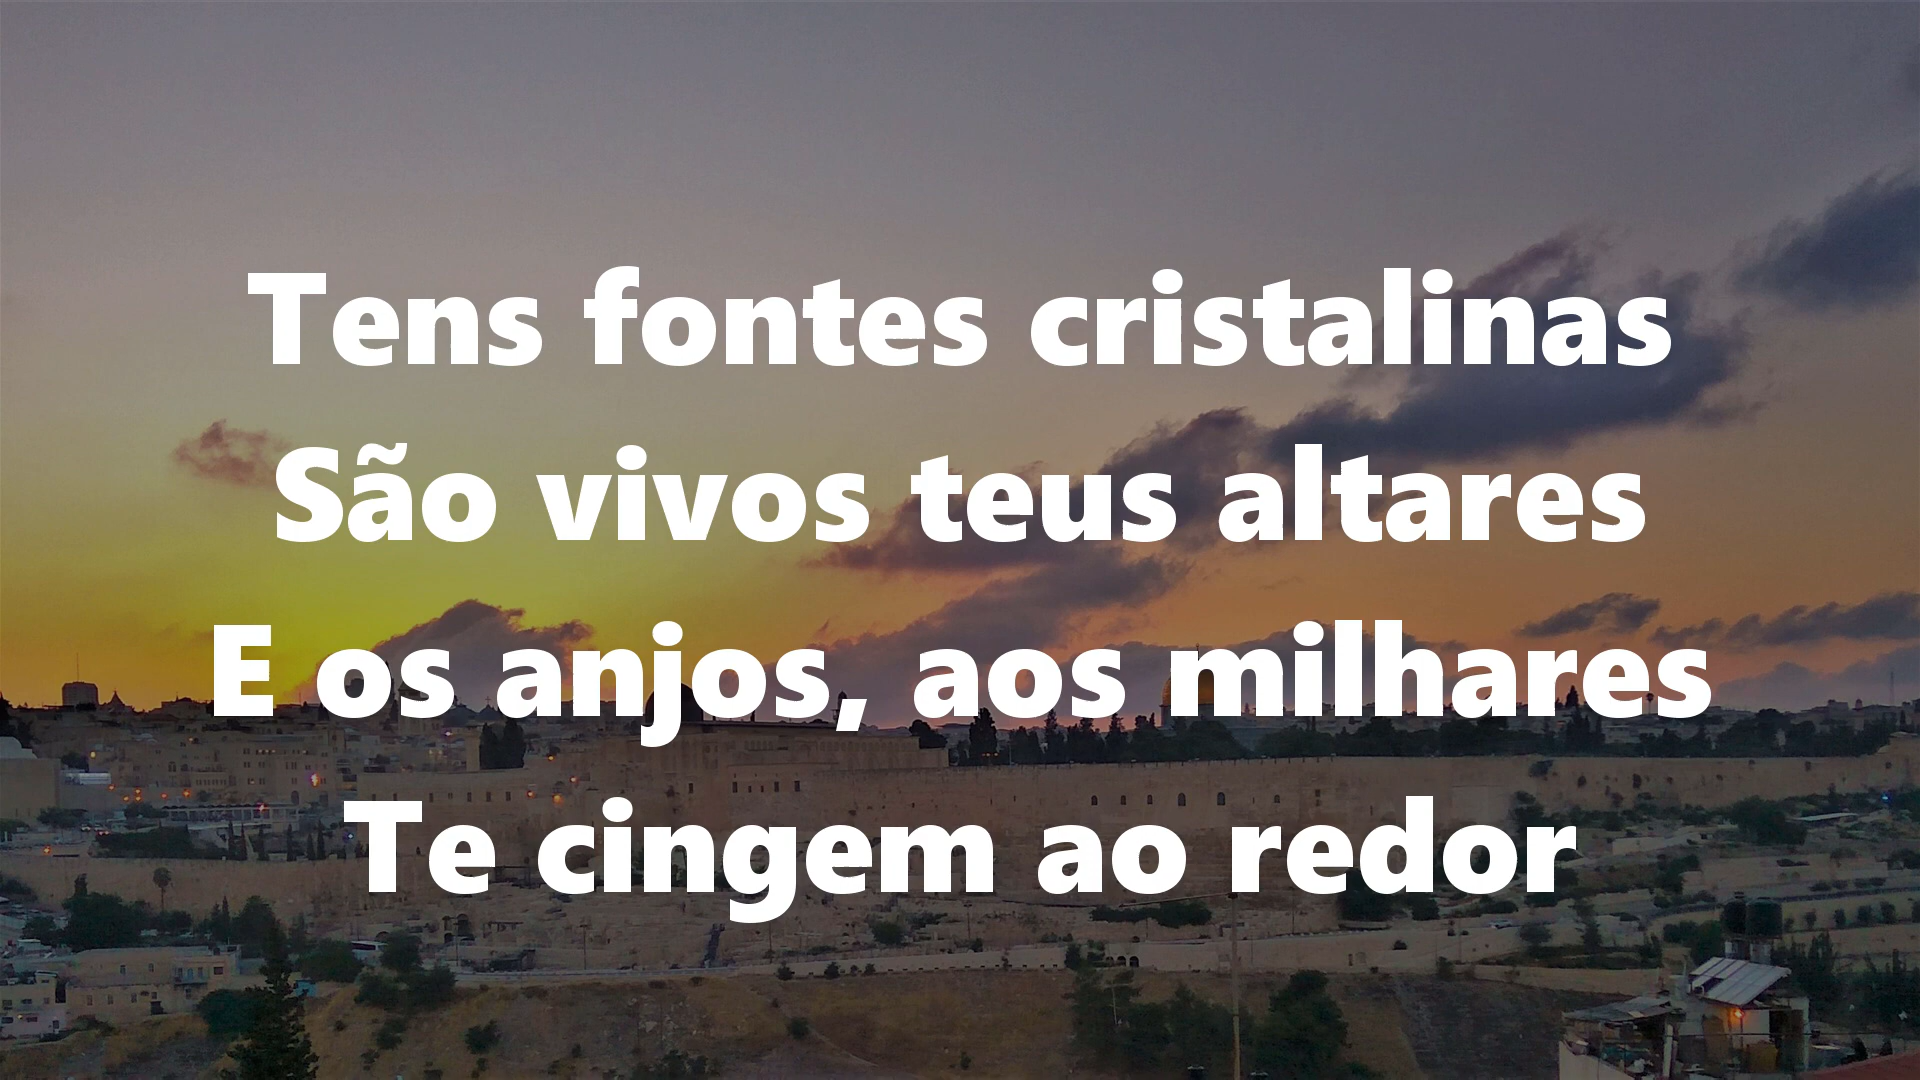 Tens fontes cristalinas
São vivos teus altares
E os anjos, aos milhares
Te cingem ao redor